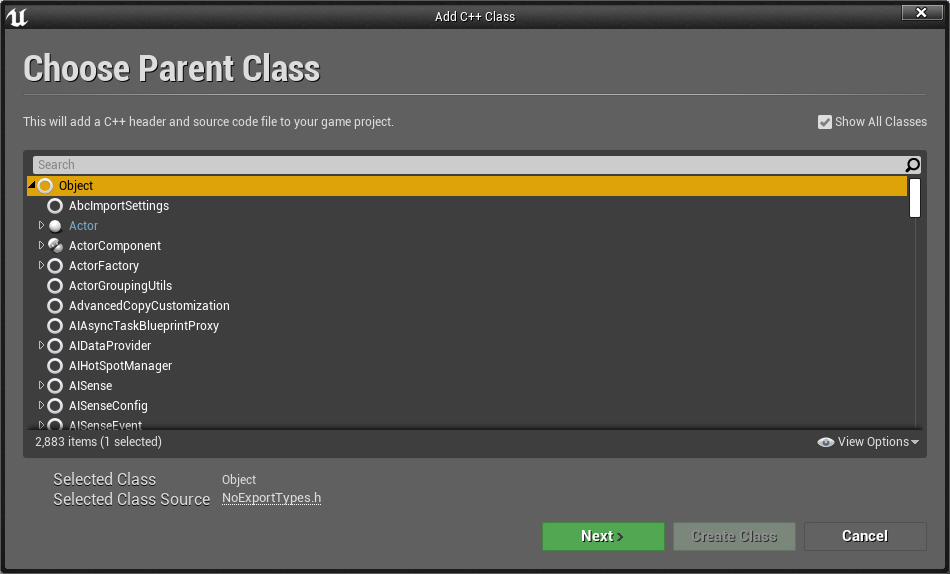 Add C++ Class
Choose Parent Class
This will add a C++ header and source code file to your game project.
Show All Classes
Search
Object
AbcImportSettings
Actor
ActorComponent
ActorFactory
ActorGroupingUtils
AdvancedCopyCustomization
AIAsyncTaskBlueprintProxy
AIDataProvider
AIHotSpotManager
AISense
AISenseConfig
AISenseEvent
2,883 items (1 selected)
View Options
Selected Class Object
Selected Class Source NoExportTypes.h
Next >
Create Class
Cancel